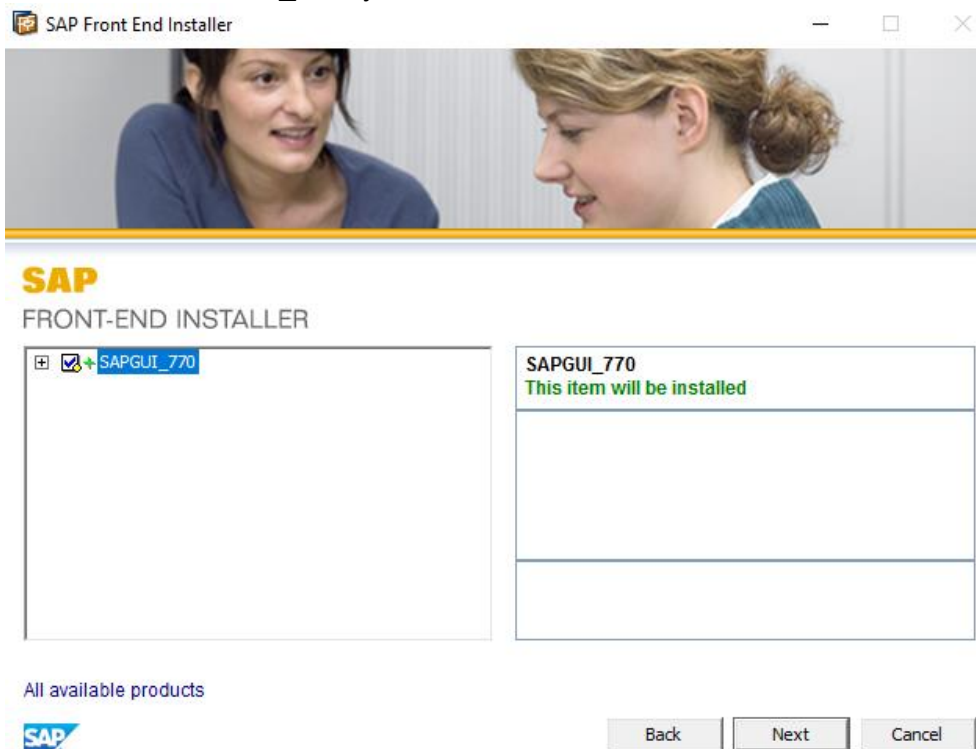 SAP Front End Installer
SAP
FRONT-END INSTALLER
SAPGUI_770
SAPGUI_770
This item will be installed
All available products
SAP
Back Next Cancel